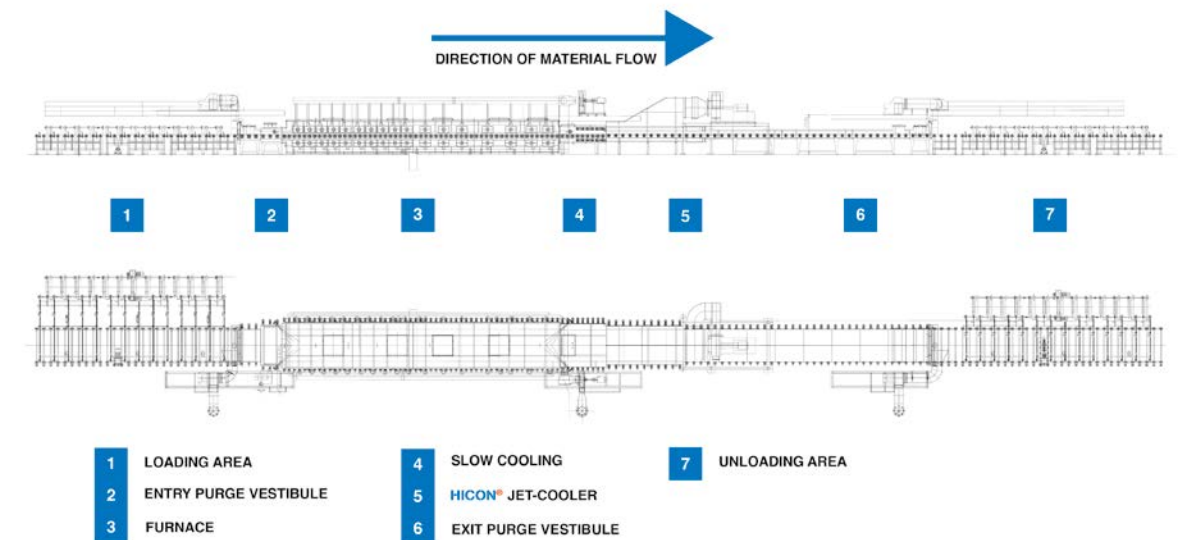 DIRECTION OF MATERIAL FLOW
1 2 3 4 5 6 7
1 LOADING AREA
2 ENTRY PURGE VESTIBULE
3 FURNACE
4 SLOW COOLING
5 HICON® JET-COOLER
6 EXIT PURGE VESTIBULE
7 UNLOADING AREA